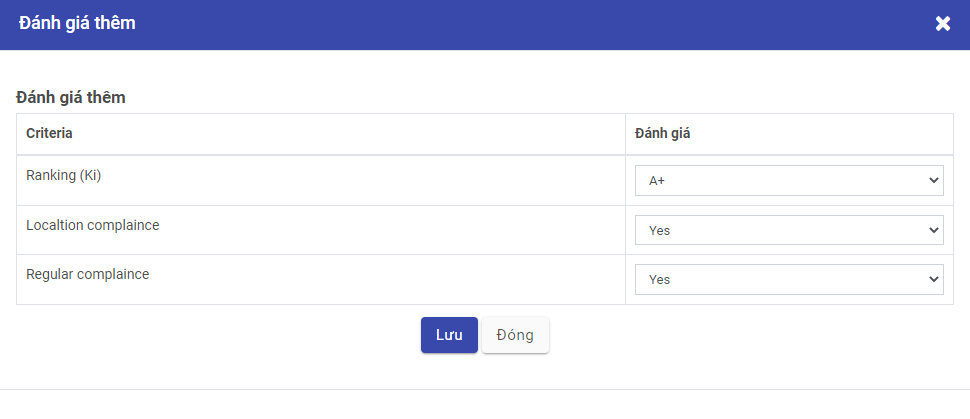 Đánh giá thêm
Đánh giá thêm
Criteria Đánh giá
Ranking (Ki) A+
Localtion complaince Yes
Regular complaince Yes
Lưu Đóng